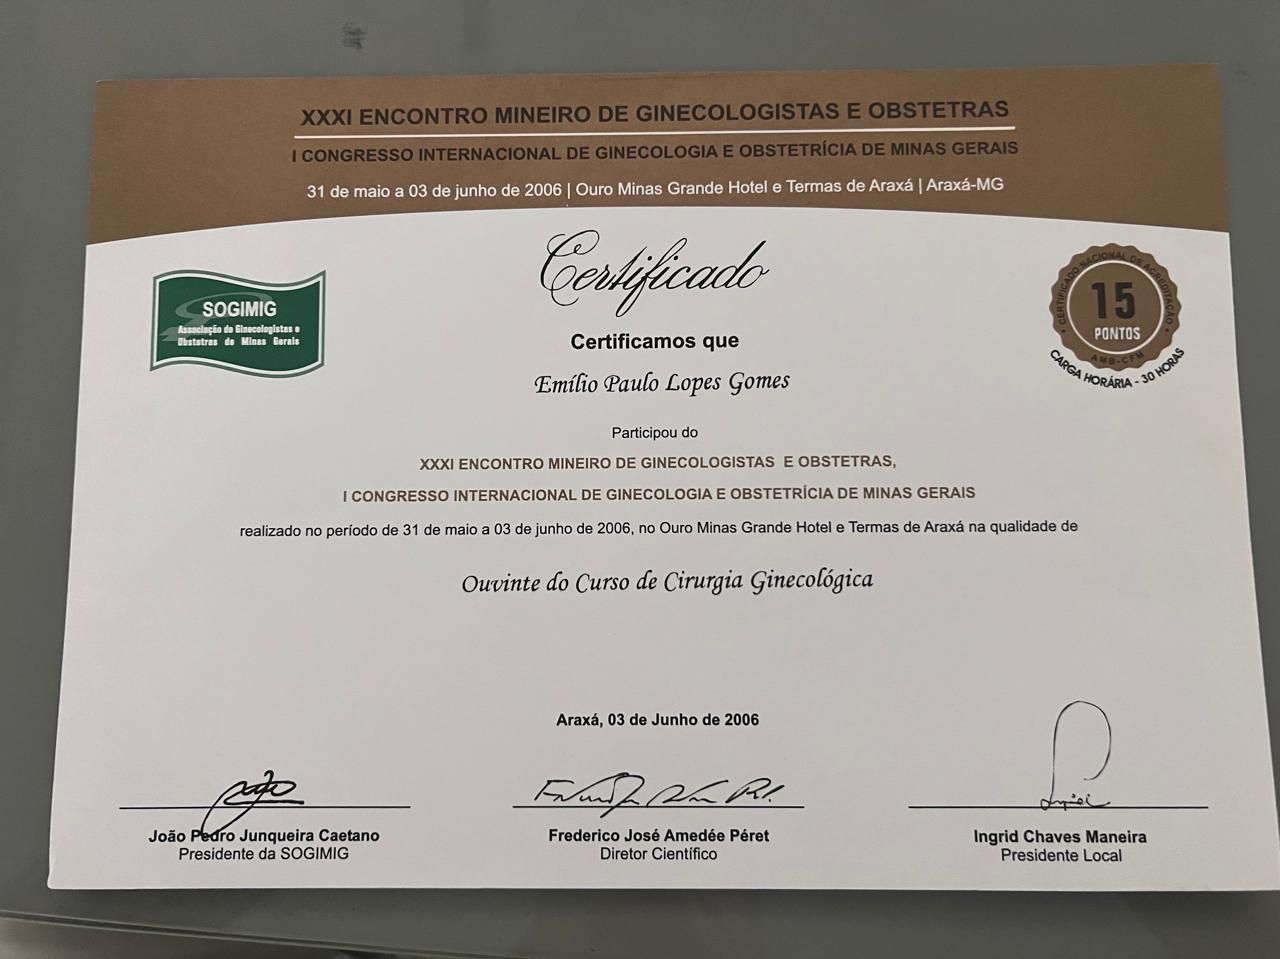 XXXI ENCONTRO MINEIRO DE GINECOLOGISTAS E OBSTETRAS
I CONGRESSO INTERNACIONAL DE GINECOLOGIA E OBSTETRÍCIA DE MINAS GERAIS
31 de maio a 03 de junho de 2006 | Ouro Minas Grande Hotel e Termas de Araxá | Araxá-MG
Certificado
SOGIMIG
Associação de Ginecologistas e
Obstetras de Minas Gerais
CERTIFICADO NACIONAL DE ACREDITAÇÃO
15
PONTOS
AMB-CFM
CARGA HORÁRIA - 30 HORAS
Certificamos que
Emílio Paulo Lopes Gomes
Participou do
XXXI ENCONTRO MINEIRO DE GINECOLOGISTAS E OBSTETRAS,
I CONGRESSO INTERNACIONAL DE GINECOLOGIA E OBSTETRÍCIA DE MINAS GERAIS
realizado no período de 31 de maio a 03 de junho de 2006, no Ouro Minas Grande Hotel e Termas de Araxá na qualidade de
Ouvinte do Curso de Cirurgia Ginecológica
Araxá, 03 de Junho de 2006
João Pedro Junqueira Caetano
Presidente da SOGIMIG
Frederico José Amedée Péret
Diretor Científico
Ingrid Chaves Maneira
Presidente Local